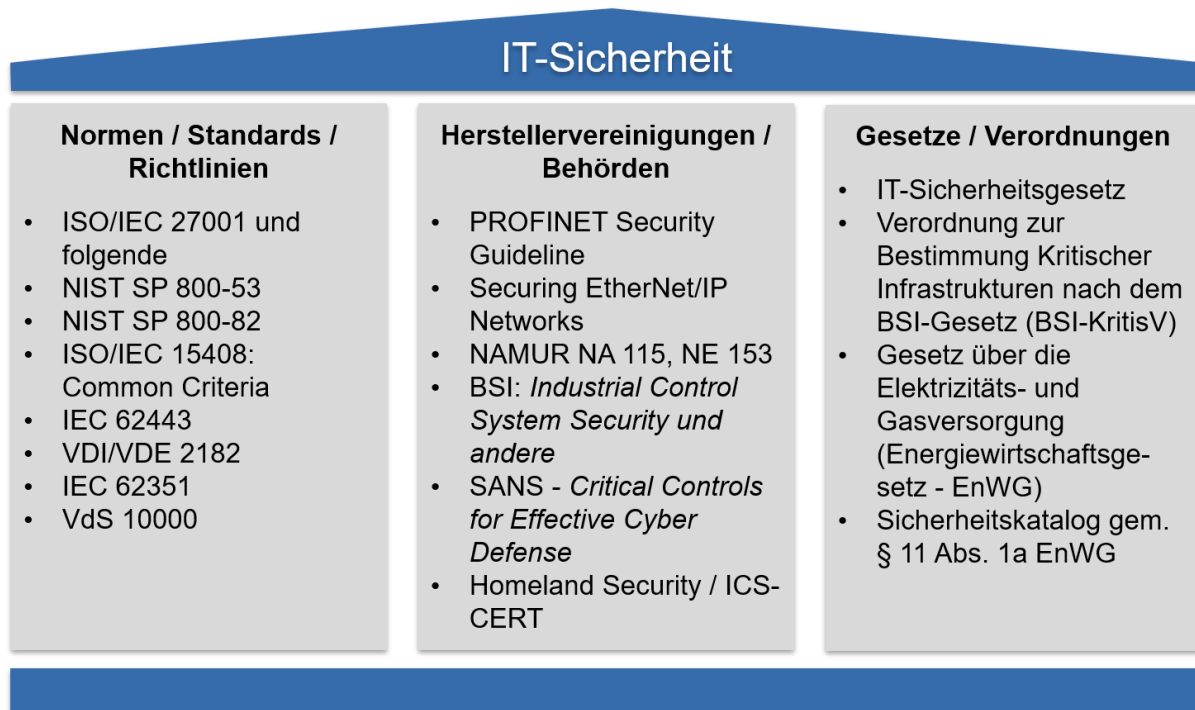 IT-Sicherheit
Normen / Standards /
Richtlinien
• ISO/IEC 27001 und
folgende
• NIST SP 800-53
• NIST SP 800-82
• ISO/IEC 15408:
Common Criteria
• IEC 62443
• VDI/VDE 2182
• IEC 62351
• VdS 10000
Herstellervereinigungen /
Behörden
• PROFINET Security
Guideline
• Securing EtherNet/IP
Networks
• NAMUR NA 115, NE 153
• BSI: Industrial Control
System Security und
andere
• SANS - Critical Controls
for Effective Cyber
Defense
• Homeland Security / ICS-
CERT
Gesetze / Verordnungen
• IT-Sicherheitsgesetz
• Verordnung zur
Bestimmung Kritischer
Infrastrukturen nach dem
BSI-Gesetz (BSI-KritisV)
• Gesetz über die
Elektrizitäts- und
Gasversorgung
(Energiewirtschaftsge-
setz - EnWG)
• Sicherheitskatalog gem.
§ 11 Abs. 1a EnWG